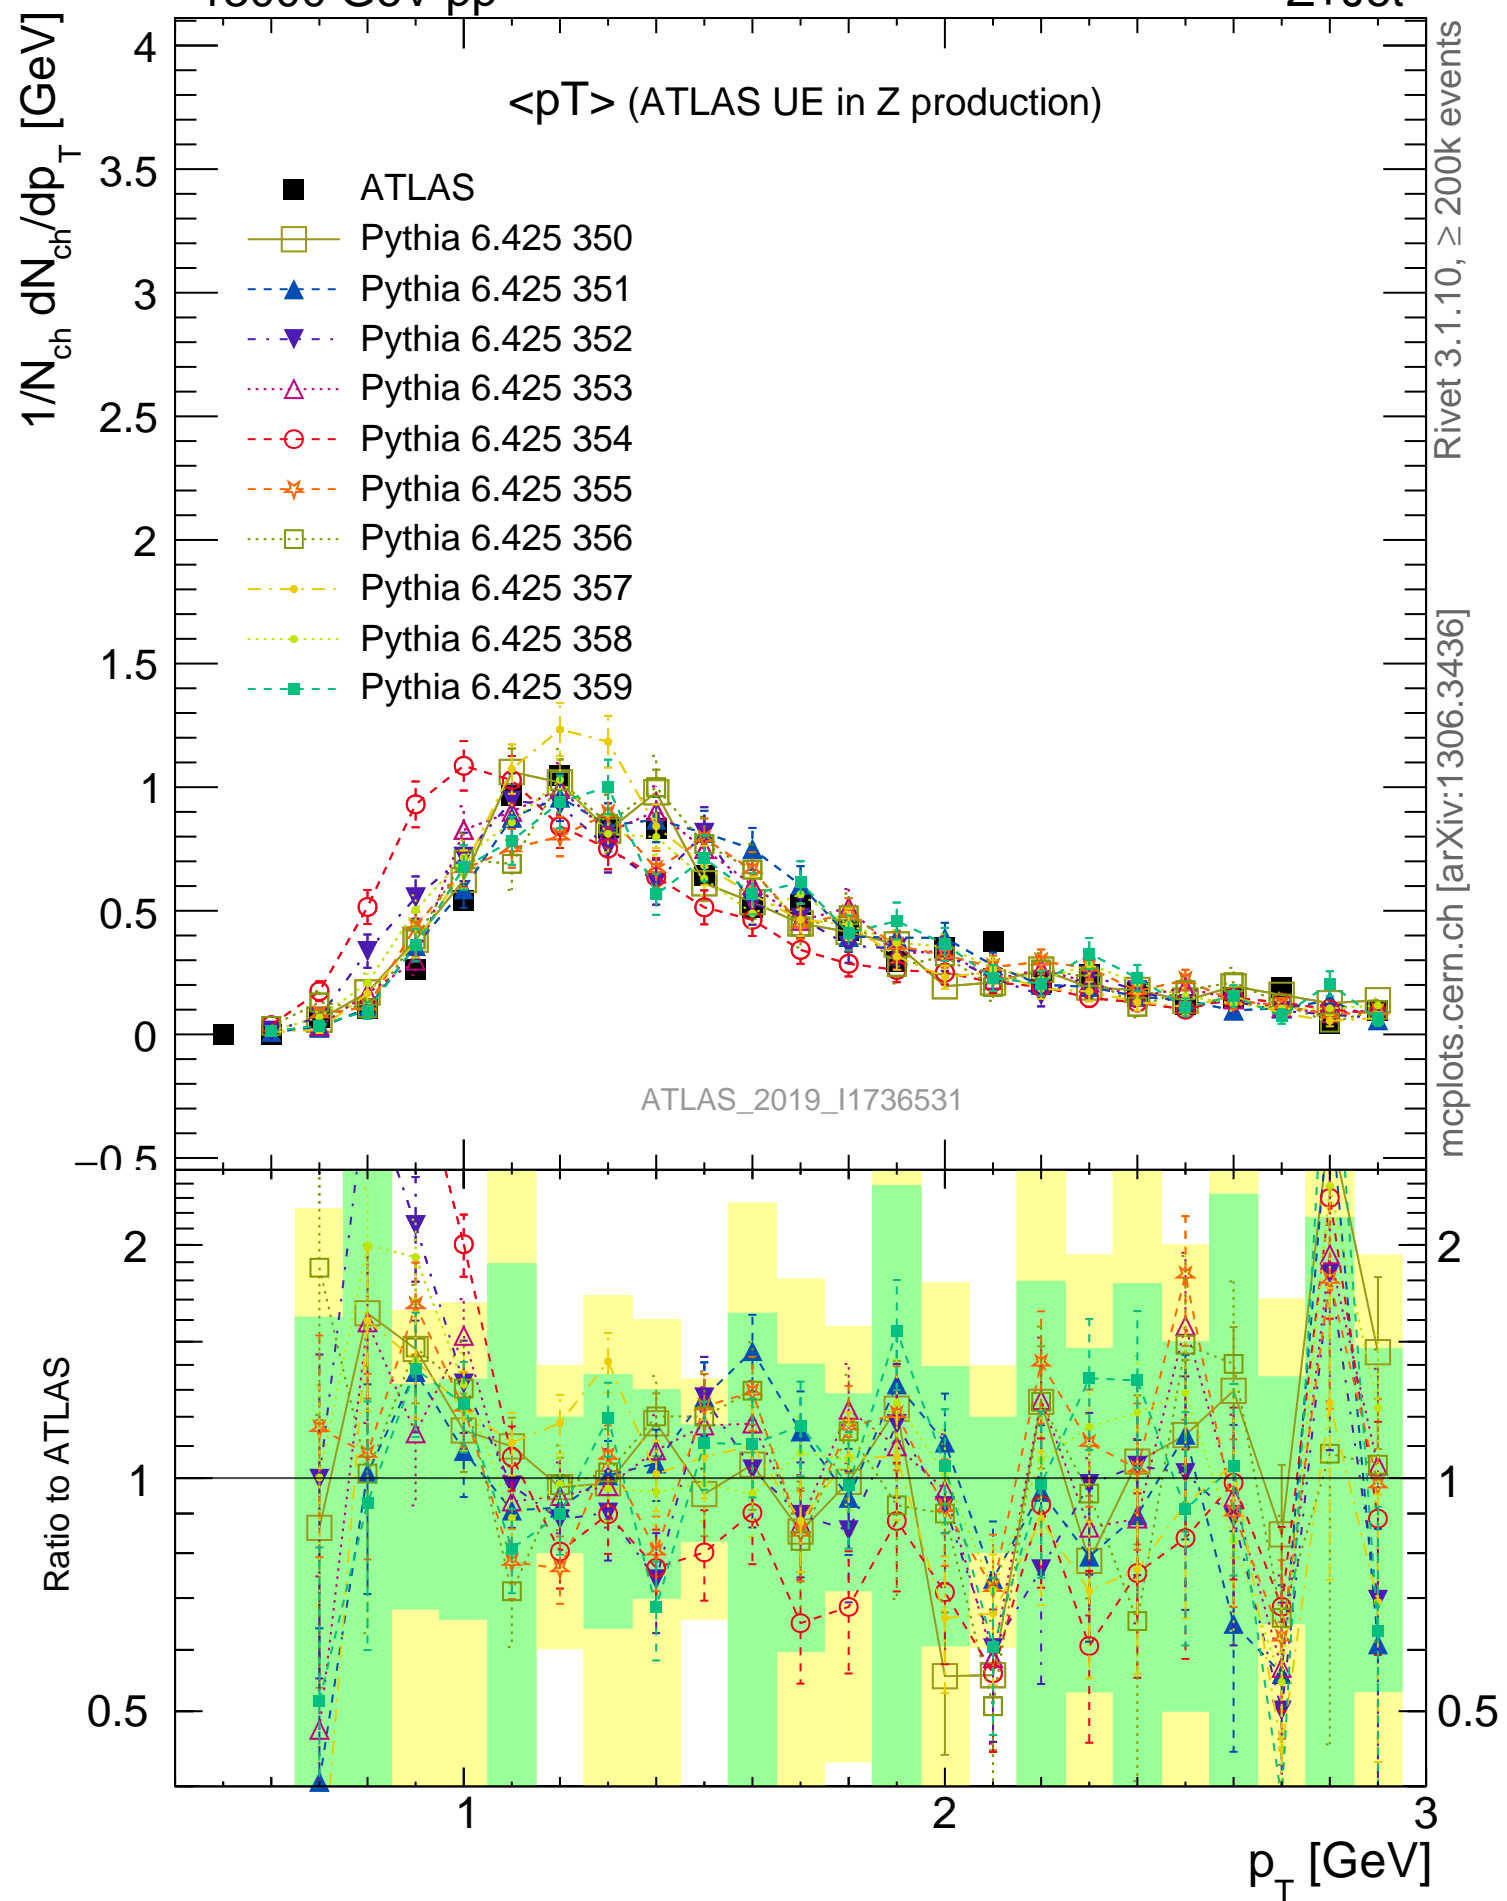 13000 GeV pp
Z+Jet
<pT> (ATLAS UE in Z production)
1/N_ch dN_ch/dp_T [GeV]
4
3.5
3
2.5
2
1.5
1
0.5
0
−0.5
ATLAS
Pythia 6.425 350
Pythia 6.425 351
Pythia 6.425 352
Pythia 6.425 353
Pythia 6.425 354
Pythia 6.425 355
Pythia 6.425 356
Pythia 6.425 357
Pythia 6.425 358
Pythia 6.425 359
ATLAS_2019_I1736531
Rivet 3.1.10, ≥ 200k events
mcplots.cern.ch [arXiv:1306.3436]
Ratio to ATLAS
2
1
0.5
2
1
0.5
1
2
3
p_T [GeV]